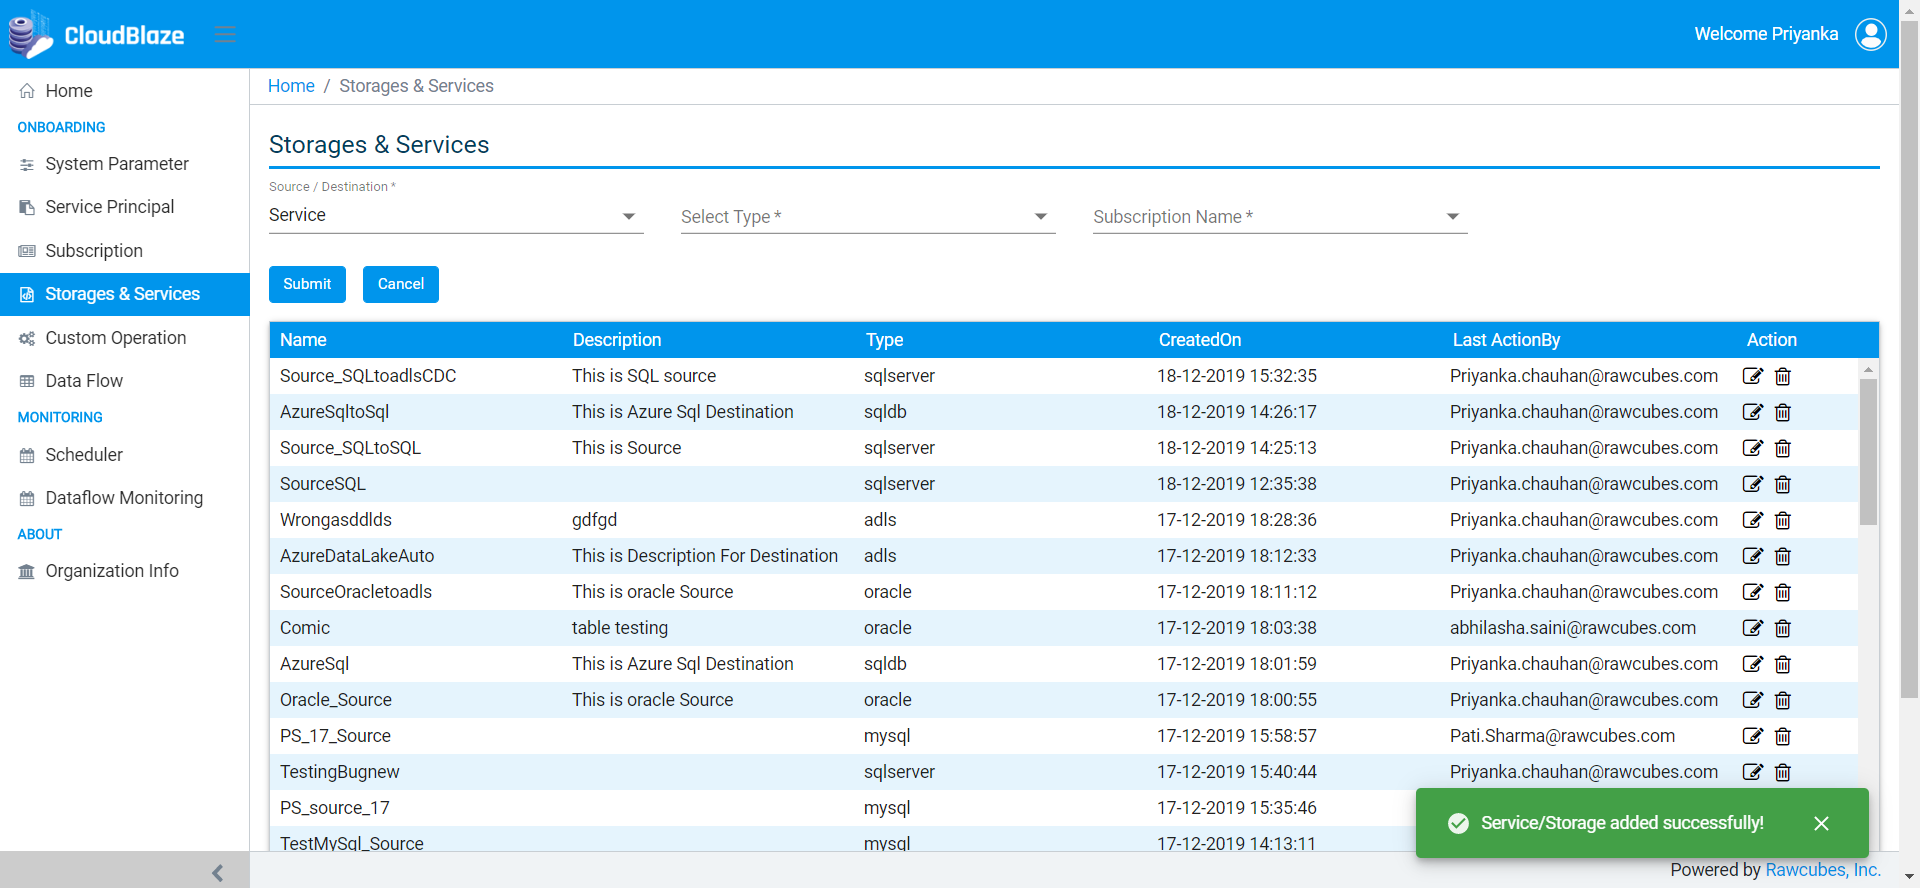 CloudBlaze
Welcome Priyanka
Home
ONBOARDING
System Parameter
Service Principal
Subscription
Storages & Services
Custom Operation
Data Flow
MONITORING
Scheduler
Dataflow Monitoring
ABOUT
Organization Info
Home / Storages & Services
Storages & Services
Source / Destination *
Service
Select Type *
Subscription Name *
Submit Cancel
Name Description Type CreatedOn Last ActionBy Action
Source_SQLtoadlsCDC This is SQL source sqlserver 18-12-2019 15:32:35 Priyanka.chauhan@rawcubes.com
AzureSqltoSql This is Azure Sql Destination sqldb 18-12-2019 14:26:17 Priyanka.chauhan@rawcubes.com
Source_SQLtoSQL This is Source sqlserver 18-12-2019 14:25:13 Priyanka.chauhan@rawcubes.com
SourceSQL sqlserver 18-12-2019 12:35:38 Priyanka.chauhan@rawcubes.com
Wrongasddlds gdfgd adls 17-12-2019 18:28:36 Priyanka.chauhan@rawcubes.com
AzureDataLakeAuto This is Description For Destination adls 17-12-2019 18:12:33 Priyanka.chauhan@rawcubes.com
SourceOracletoadls This is oracle Source oracle 17-12-2019 18:11:12 Priyanka.chauhan@rawcubes.com
Comic table testing oracle 17-12-2019 18:03:38 abhilasha.saini@rawcubes.com
AzureSql This is Azure Sql Destination sqldb 17-12-2019 18:01:59 Priyanka.chauhan@rawcubes.com
Oracle_Source This is oracle Source oracle 17-12-2019 18:00:55 Priyanka.chauhan@rawcubes.com
PS_17_Source mysql 17-12-2019 15:58:57 Pati.Sharma@rawcubes.com
TestingBugnew sqlserver 17-12-2019 15:40:44 Priyanka.chauhan@rawcubes.com
PS_source_17 mysql 17-12-2019 15:35:46
TestMySql_Source mysql 17-12-2019 14:13:11
Service/Storage added successfully!
Powered by Rawcubes, Inc.